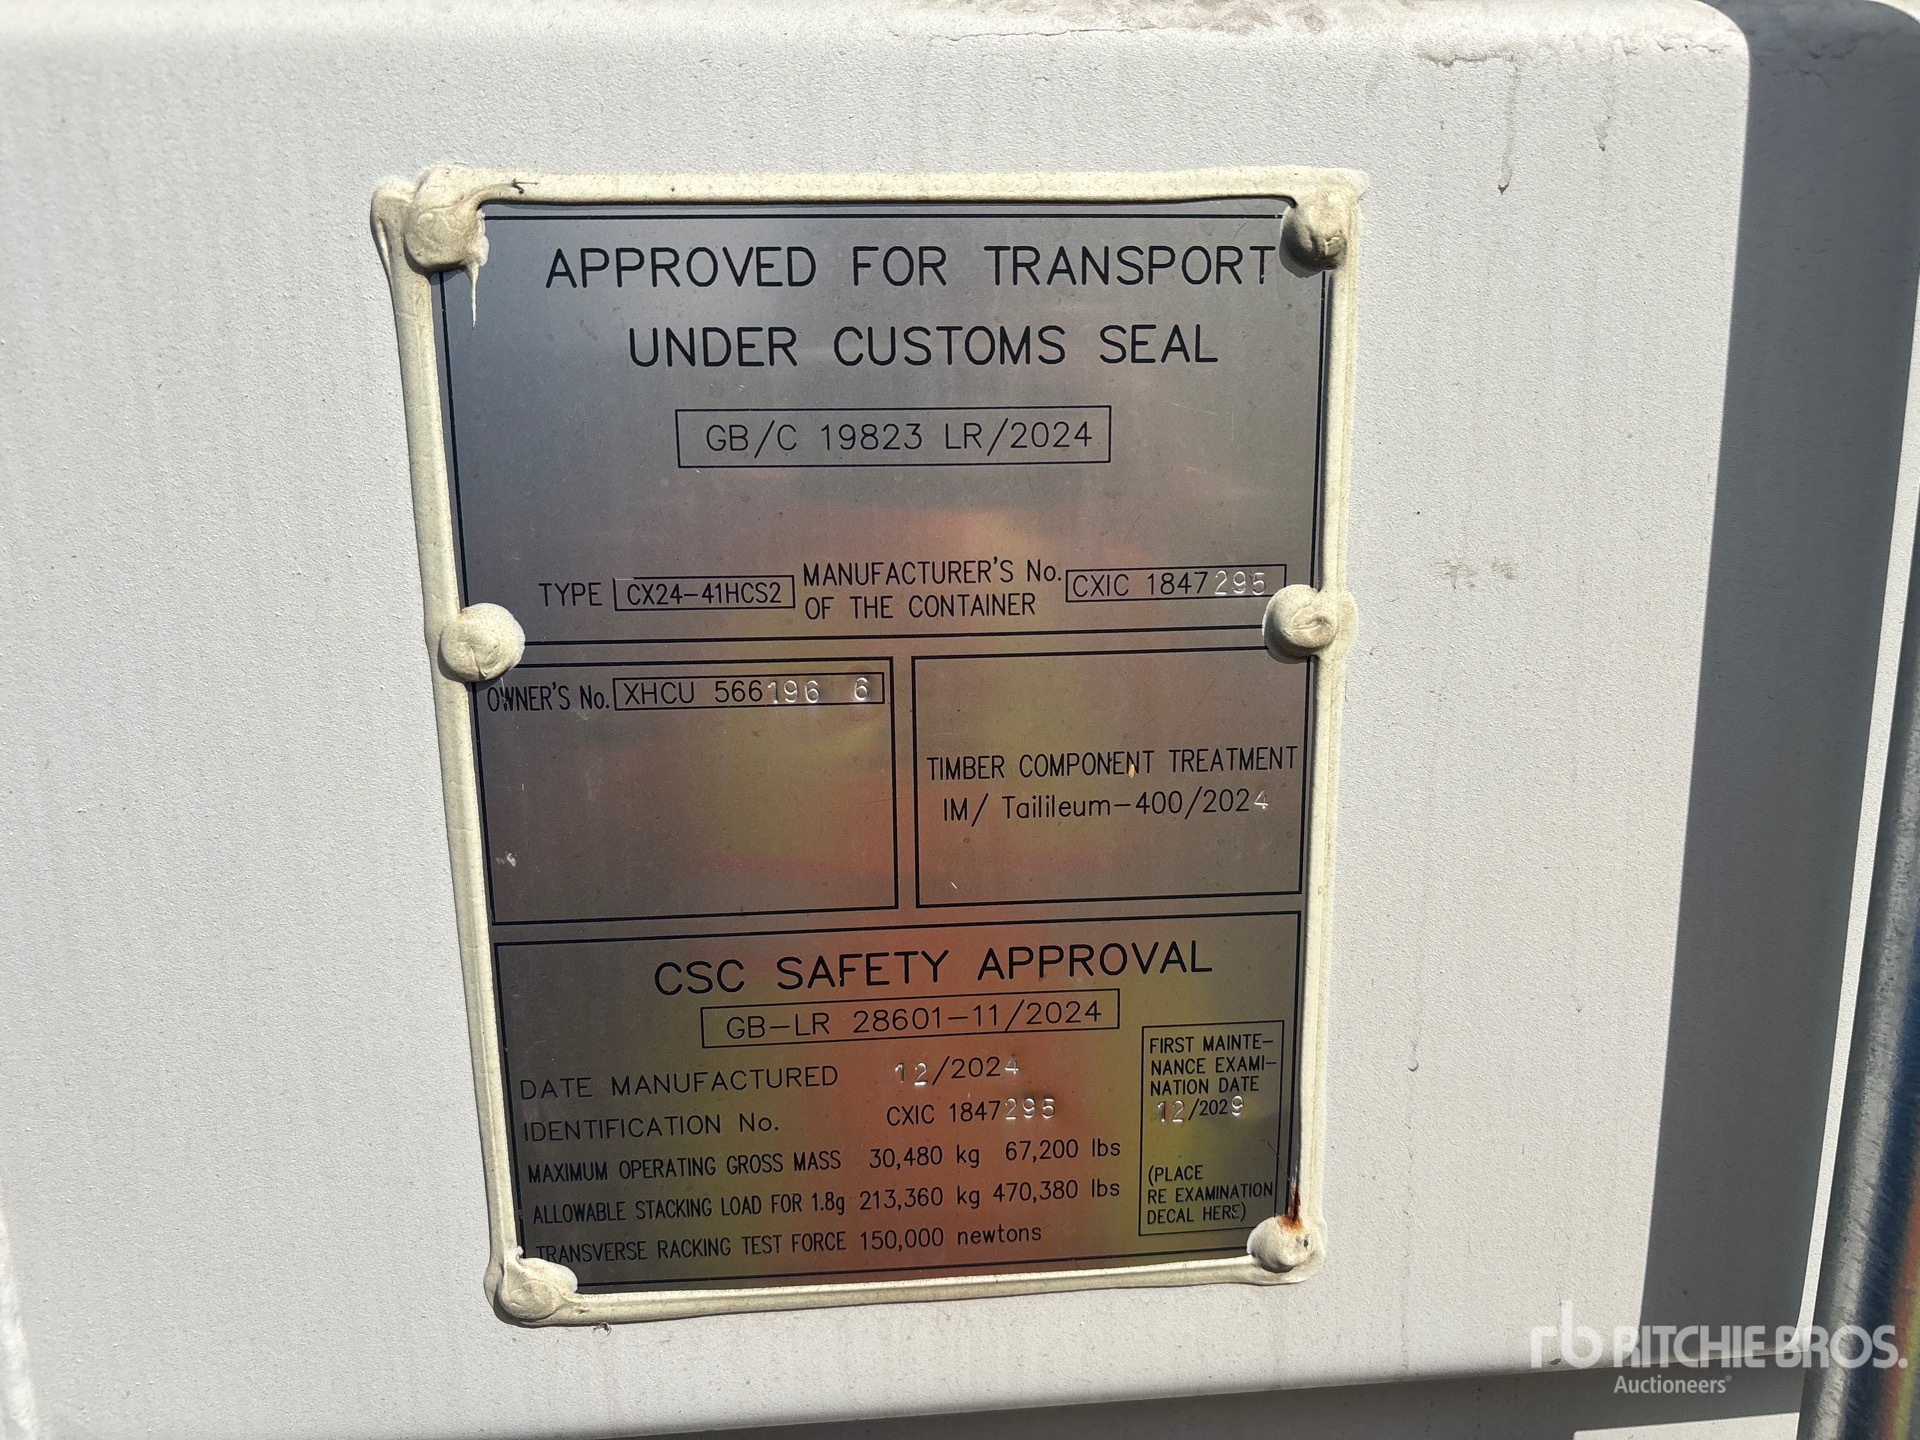 APPROVED FOR TRANSPORT
UNDER CUSTOMS SEAL
GB/C 19823 LR/2024
TYPE CX24-41HCS2 MANUFACTURER'S No. OF THE CONTAINER CXIC 1847295
OWNER'S No. XHCU 566196 6
TIMBER COMPONENT TREATMENT
IM/ Tailileum-400/2024
CSC SAFETY APPROVAL
GB-LR 28601-11/2024
DATE MANUFACTURED 12/2024
IDENTIFICATION No. CXIC 1847295
MAXIMUM OPERATING GROSS MASS 30,480 kg 67,200 lbs
ALLOWABLE STACKING LOAD FOR 1.8g 213,360 kg 470,380 lbs
TRANSVERSE RACKING TEST FORCE 150,000 newtons
FIRST MAINTE-
NANCE EXAMI-
NATION DATE
12/2029
(PLACE
RE EXAMINATION
DECAL HERE)
rb RITCHIE BROS.
Auctioneers